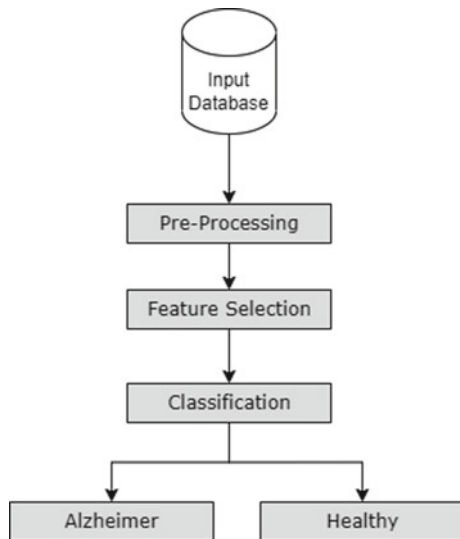 Input
Database
Pre-Processing
Feature Selection
Classification
Alzheimer
Healthy